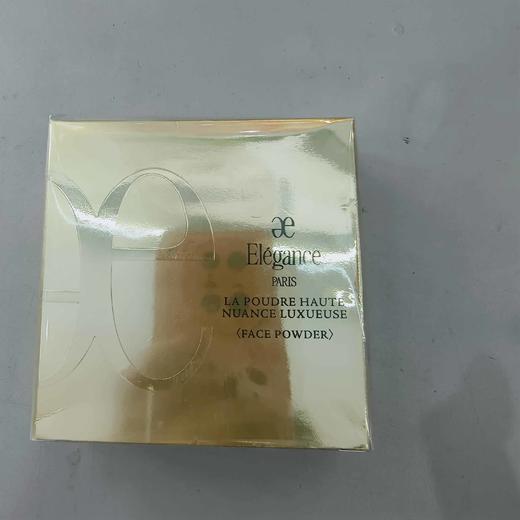 æ
Elégance
PARIS
LA POUDRE HAUTE
NUANCE LUXUEUSE
〈FACE POWDER〉